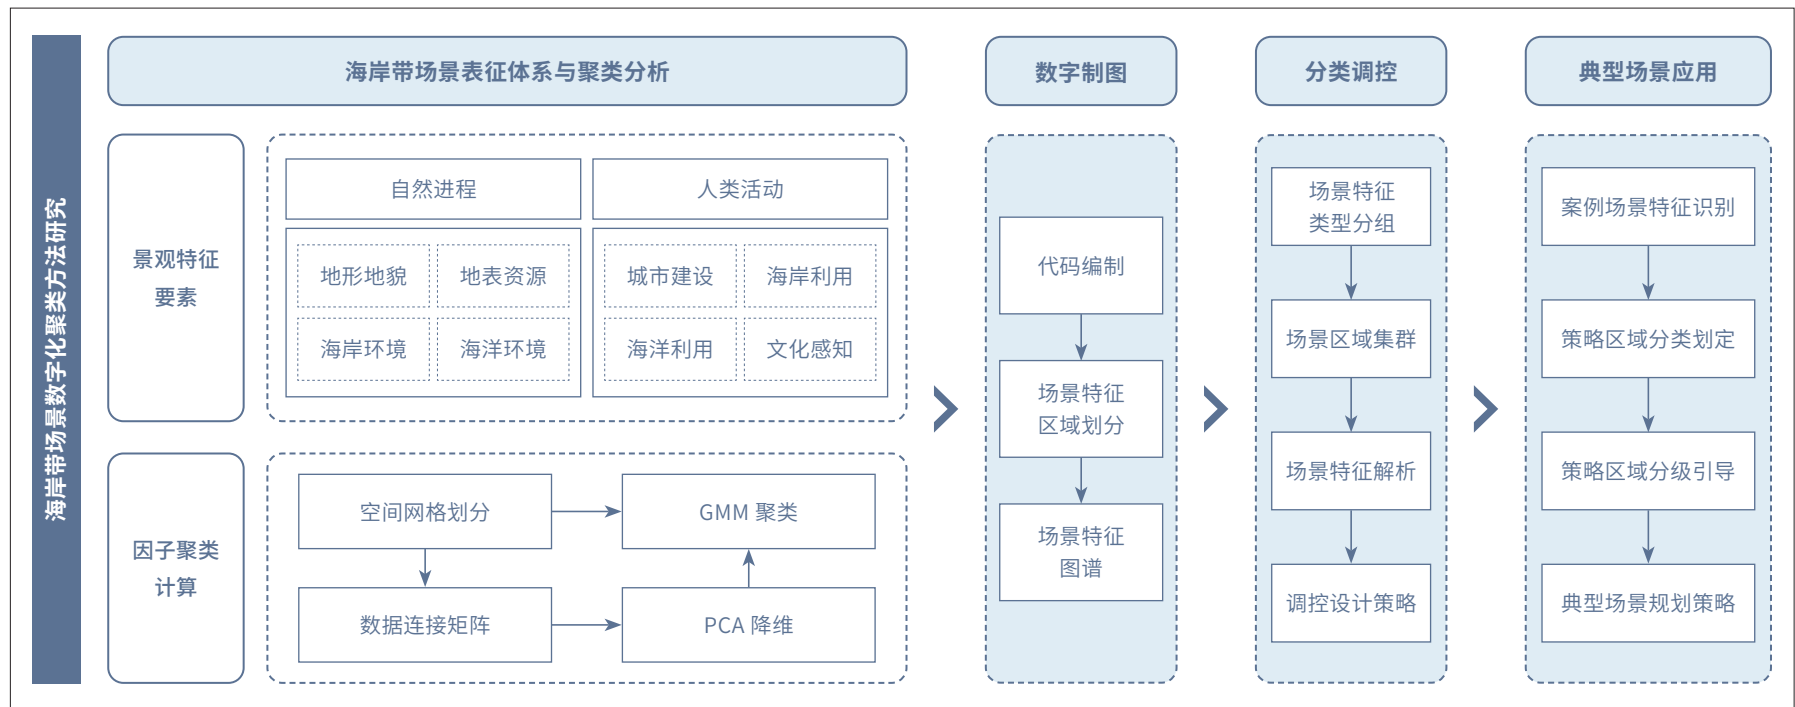 海岸带场景数字化聚类方法研究
海岸带场景表征体系与聚类分析
景观特征
要素
自然进程
人类活动
地形地貌
地表资源
城市建设
海岸利用
海岸环境
海洋环境
海洋利用
文化感知
因子聚类
计算
空间网格划分
GMM 聚类
数据连接矩阵
PCA 降维
数字制图
代码编制
场景特征
区域划分
场景特征
图谱
分类调控
场景特征
类型分组
场景区域集群
场景特征解析
调控设计策略
典型场景应用
案例场景特征识别
策略区域分类划定
策略区域分级引导
典型场景规划策略